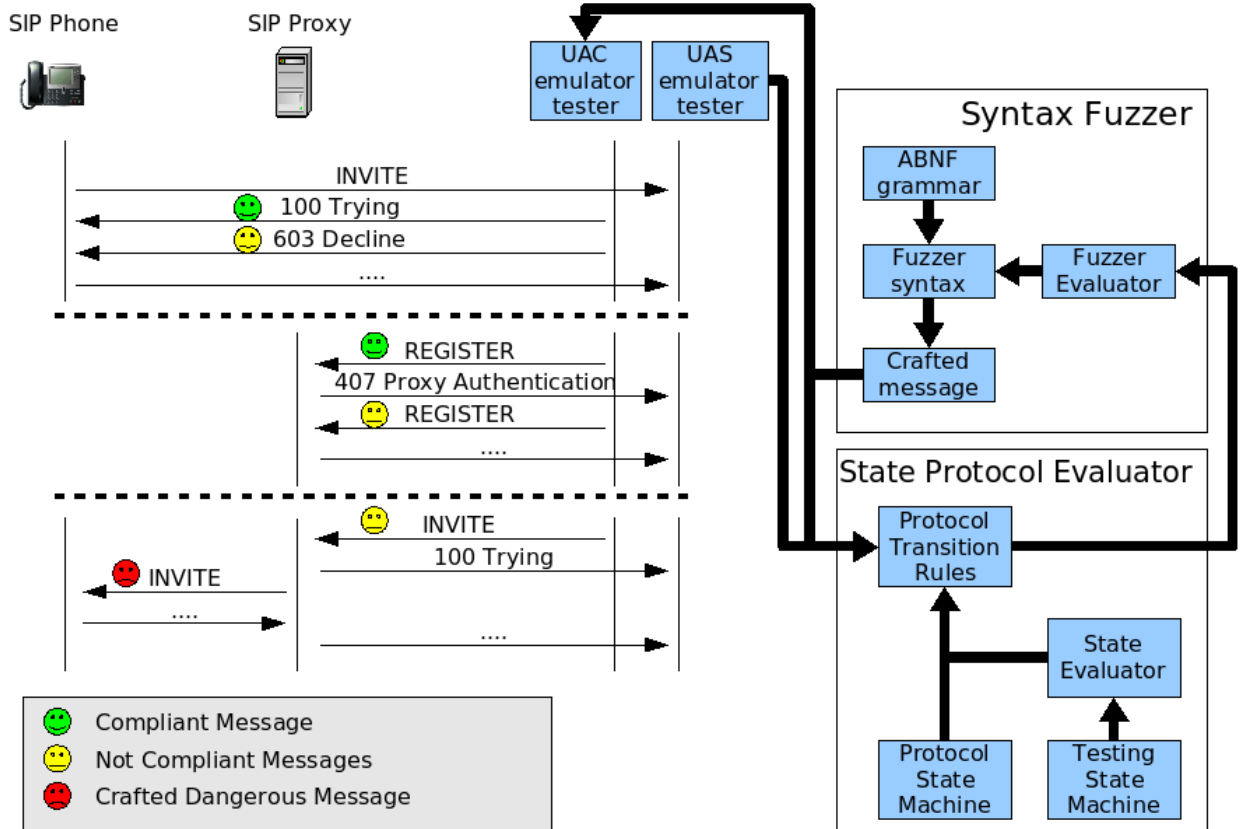 SIP Phone
SIP Proxy
UAC
emulator
tester
UAS
emulator
tester
INVITE
100 Trying
603 Decline
....
REGISTER
407 Proxy Authentication
REGISTER
....
INVITE
100 Trying
INVITE
....
....
Compliant Message
Not Compliant Messages
Crafted Dangerous Message
Syntax Fuzzer
ABNF
grammar
Fuzzer
syntax
Fuzzer
Evaluator
Crafted
message
State Protocol Evaluator
Protocol
Transition
Rules
State
Evaluator
Protocol
State
Machine
Testing
State
Machine